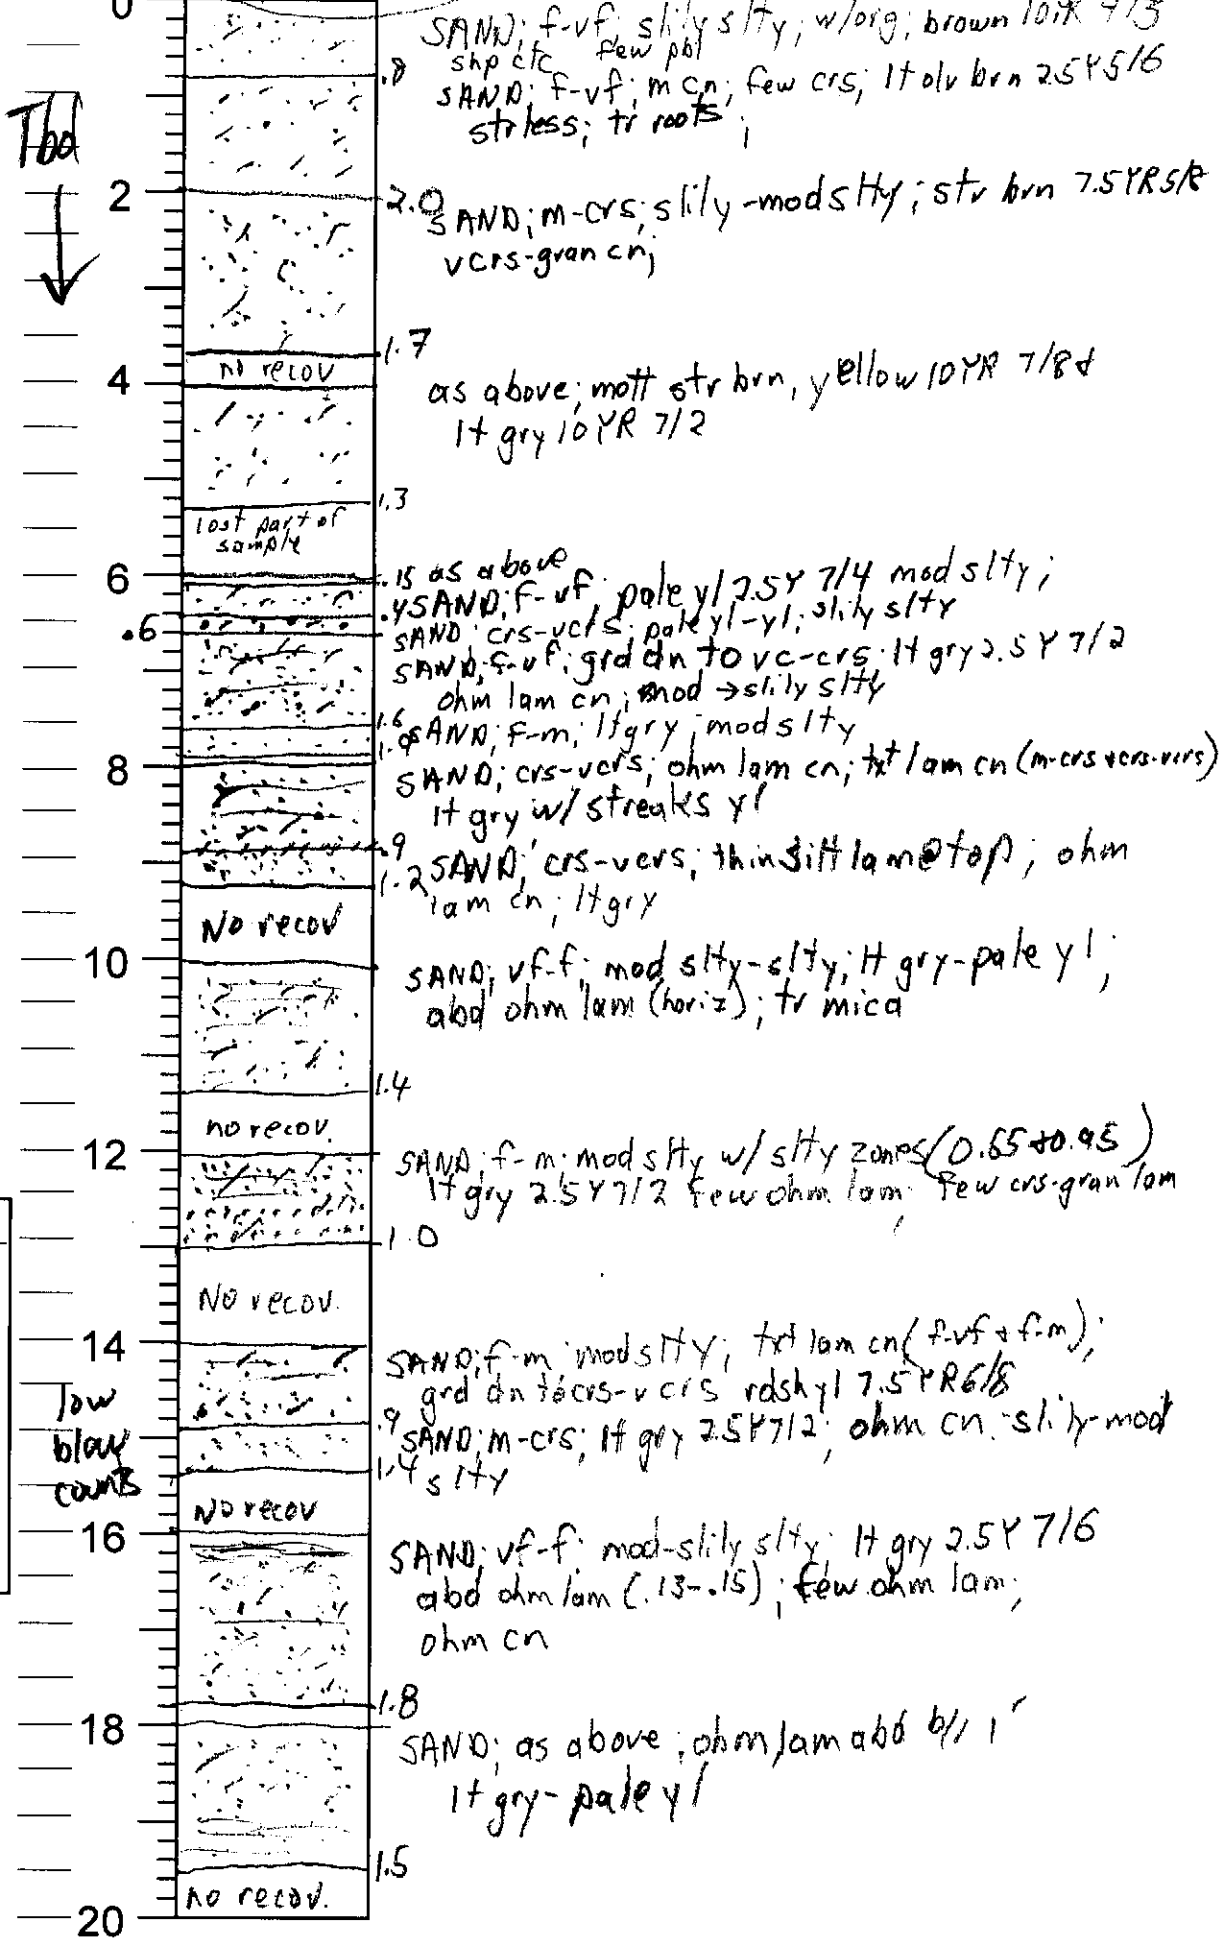 0
SAND; f-vf; slily slty; w/org; brown 10YR 4/3
shp ctc few pbl
.8
SAND; f-vf; m cn; few crs; lt olv brn 2.5Y 5/6
strless; tr roots;
Tbd
2
2.0
SAND; m-crs; slily-mod slty; str brn 7.5YR 5/8
vcrs-gran cn;
1.7
no recov
4
as above; mott str brn, yellow 10YR 7/8 &
lt gry 10YR 7/2
1.3
lost part of
sample
6
.15 as above
.4 SAND; f-vf; pale yl 2.5Y 7/4 mod slty;
.6
SAND; crs-vcrs; pale yl-yl; slily slty
SAND; f-vf; grd dn to vc-crs; lt gry 2.5Y 7/2
ohm lam cn; mod → slily slty
1.6
SAND; f-m; lt gry; mod slty
1.9
8
SAND; crs-vcrs; ohm lam cn; txt lam cn (m-crs + crs-vcrs)
lt gry w/ streaks yl
.9
SAND; crs-vcrs; thin silt lam @ top; ohm
1.2
lam cn; lt gry
No recov
10
SAND; vf-f; mod slty-slty; lt gry-pale yl;
abd ohm lam (horiz); tr mica
1.4
no recov.
12
SAND; f-m; mod slty w/ slty zones (0.65 to 0.95)
lt gry 2.5Y 7/2 few ohm lam; few crs-gran lam
1.0
No recov.
14
SAND; f-m; mod slty; txt lam cn (f-vf + f-m);
grd dn to crs-v crs rdsh yl 7.5YR 6/8
low
blow
counts
.9
SAND; m-crs; lt gry 2.5Y 7/2; ohm cn. slily-mod
1.4 slty
No recov
16
SAND; vf-f; mod-slily slty; lt gry 2.5Y 7/6
abd ohm lam (.13-.15); few ohm lam;
ohm cn
1.8
18
SAND; as above; ohm lam abd b/l 1'
lt gry-pale yl
1.5
no recov.
20